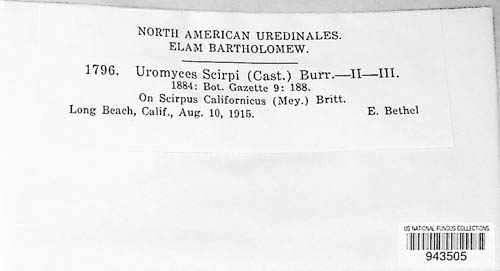 NORTH AMERICAN UREDINALES.
ELAM BARTHOLOMEW.
1796. Uromyces Scirpi (Cast.) Burr.—II—III.
1884: Bot. Gazette 9: 188.
On Scirpus Californicus (Mey.) Britt.
Long Beach, Calif., Aug. 10, 1915. E. Bethel
US NATIONAL FUNGUS COLLECTIONS
943505